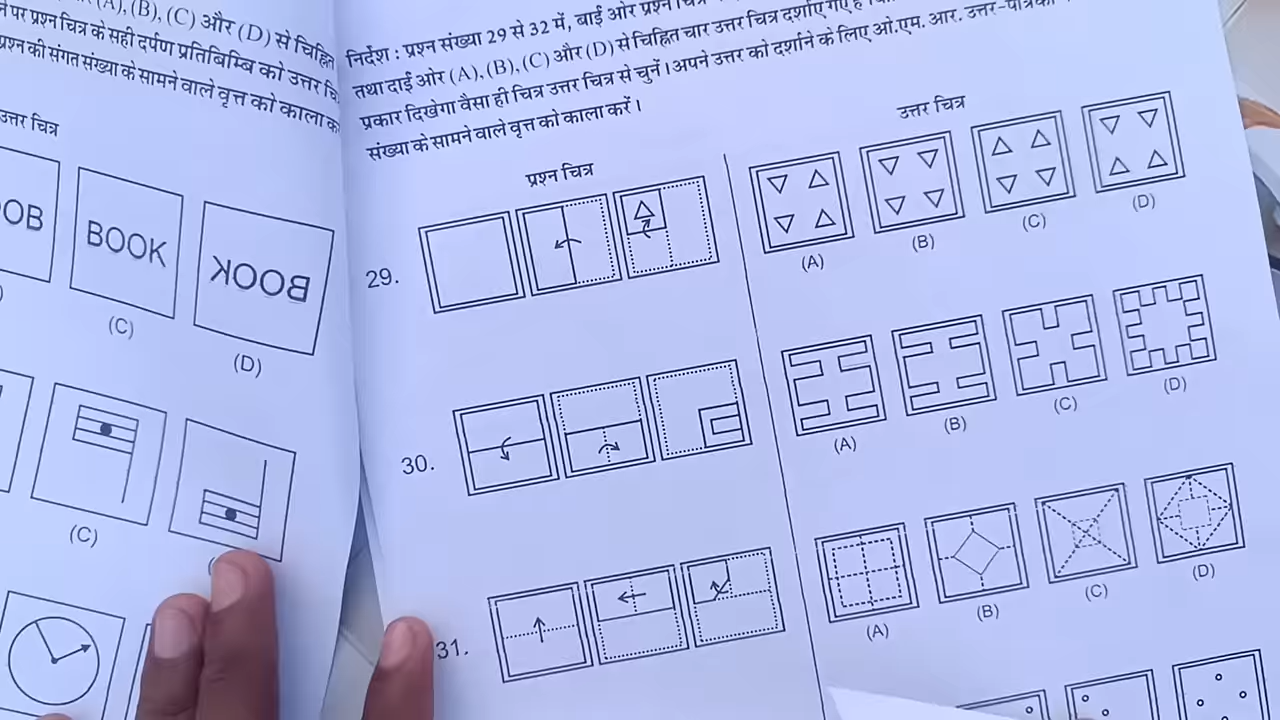 (A), (B), (C) और (D) से चिह्नित
पर प्रश्न चित्र के सही दर्पण प्रतिबिम्बि को उत्तर
प्रश्न की संगत संख्या के सामने वाले वृत्त को काला
उत्तर चित्र
OOB
BOOK
BOOK
(C)
(D)
(C)
निर्देश : प्रश्न संख्या 29 से 32 में, बाईं ओर प्रश्न
तथा दाईं ओर (A), (B), (C) और (D) से चिह्नित चार उत्तर चित्र दर्शाए गए हैं
प्रकार दिखेगा वैसा ही चित्र उत्तर चित्र से चुनें। अपने उत्तर को दर्शाने के लिए ओ.एम. आर. उत्तर-पत्रिका
संख्या के सामने वाले वृत्त को काला करें।
प्रश्न चित्र
उत्तर चित्र
29.
(A)
(B)
(C)
(D)
30.
(A)
(B)
(C)
(D)
31.
(A)
(B)
(C)
(D)